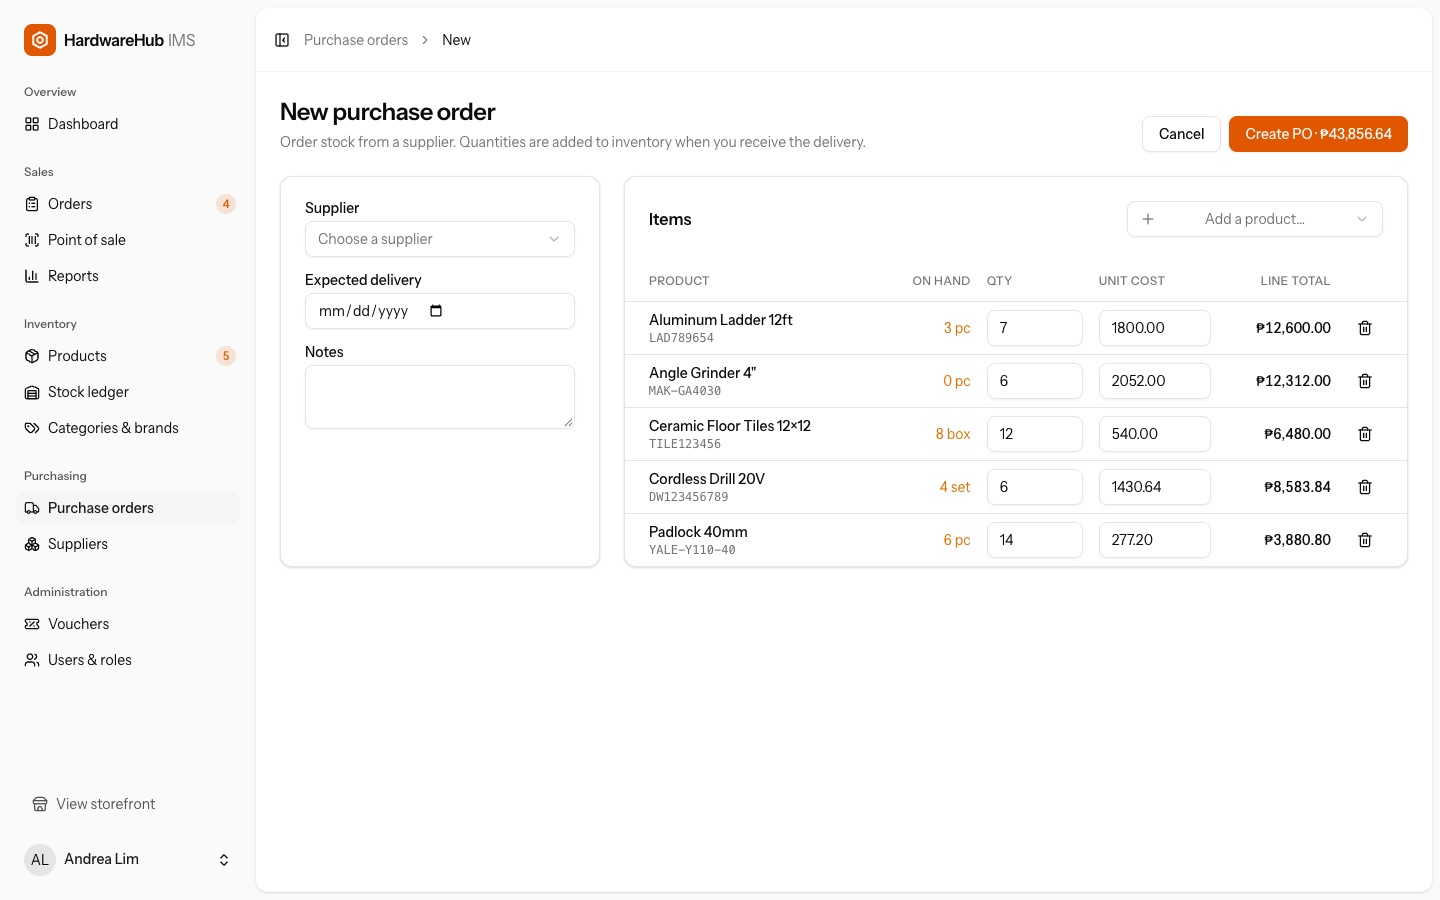 HardwareHub IMS
Overview
Dashboard
Sales
Orders 4
Point of sale
Reports
Inventory
Products 5
Stock ledger
Categories & brands
Purchasing
Purchase orders
Suppliers
Administration
Vouchers
Users & roles
View storefront
AL Andrea Lim
Purchase orders > New
New purchase order
Order stock from a supplier. Quantities are added to inventory when you receive the delivery.
Cancel
Create PO · ₱43,856.64
Supplier
Choose a supplier
Expected delivery
mm/dd/yyyy
Notes
Items
Add a product...
PRODUCT ON HAND QTY UNIT COST LINE TOTAL
Aluminum Ladder 12ft
LAD789654
3 pc 7 1800.00 ₱12,600.00
Angle Grinder 4"
MAK-GA4030
0 pc 6 2052.00 ₱12,312.00
Ceramic Floor Tiles 12×12
TILE123456
8 box 12 540.00 ₱6,480.00
Cordless Drill 20V
DW123456789
4 set 6 1430.64 ₱8,583.84
Padlock 40mm
YALE-Y110-40
6 pc 14 277.20 ₱3,880.80